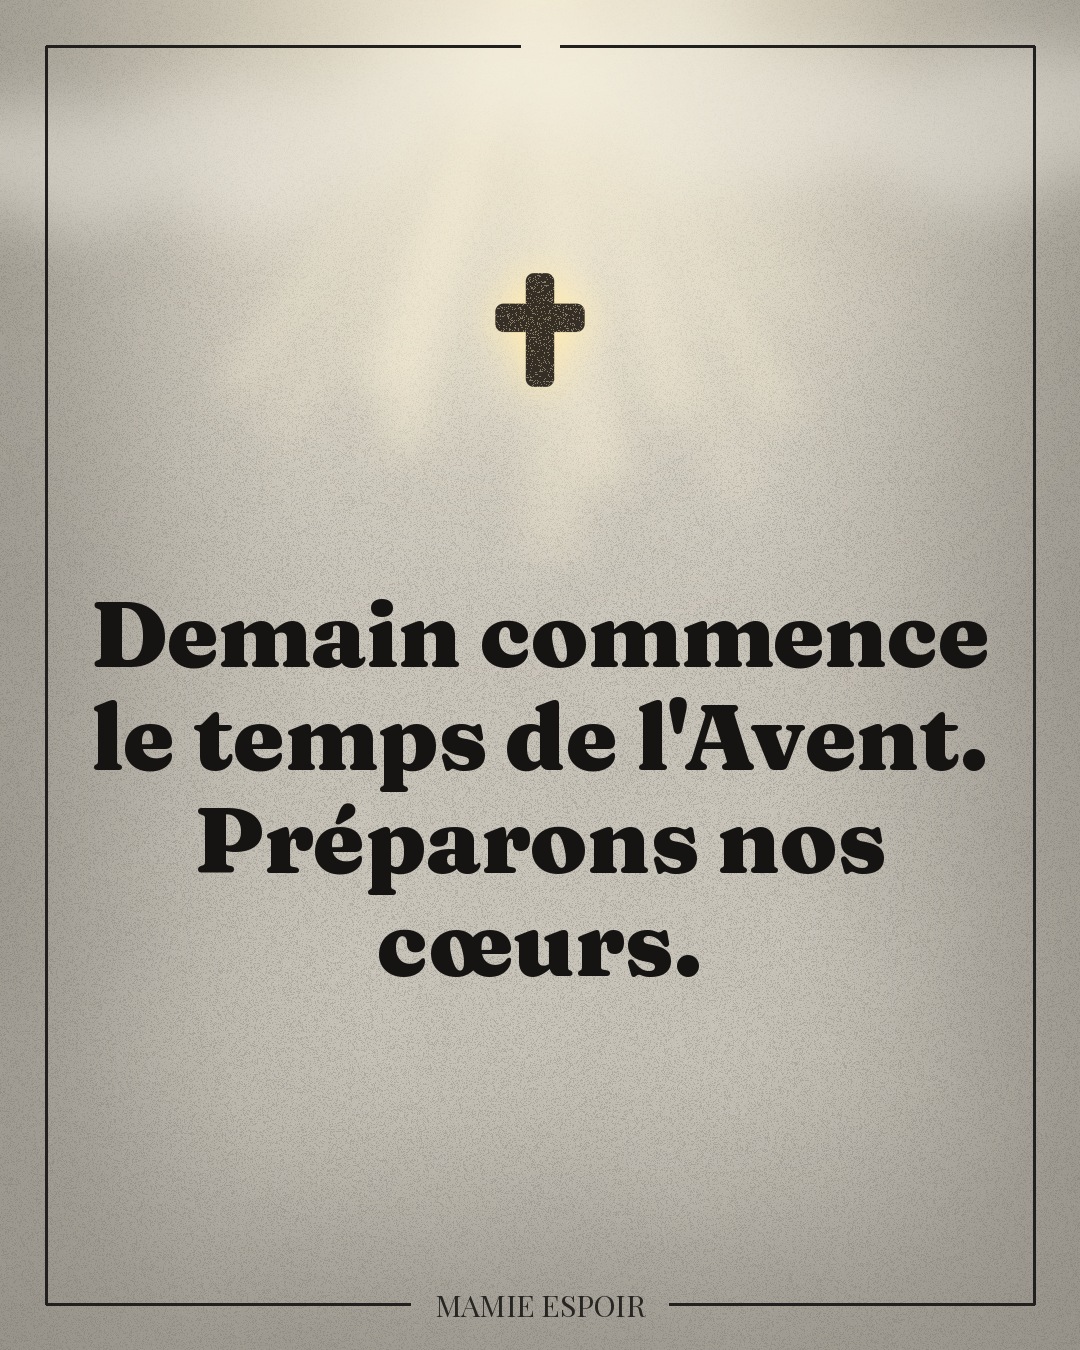 Demain commence
le temps de l'Avent.
Préparons nos
cœurs.
MAMIE ESPOIR